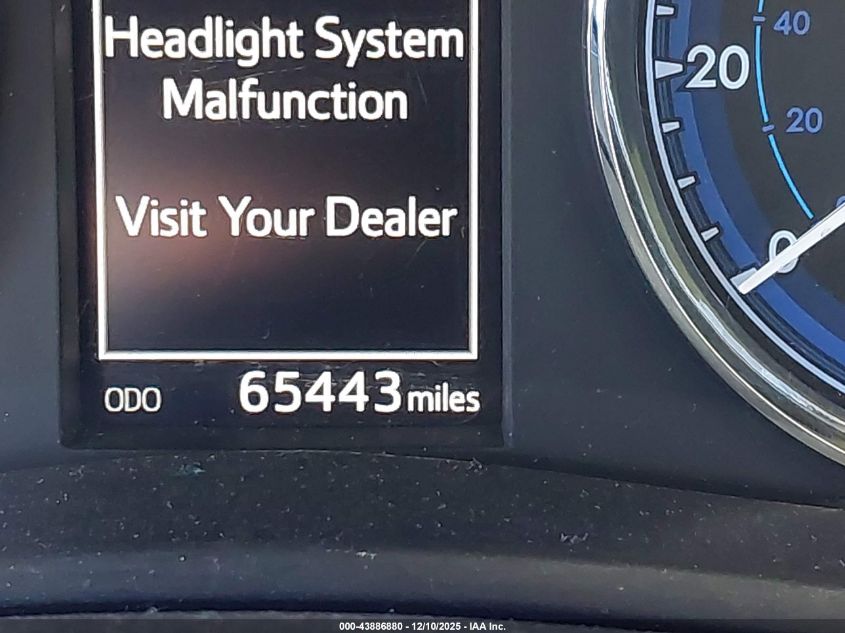 Headlight System
Malfunction
Visit Your Dealer
ODO 65443 miles
40
20
20
0
000-43886880 - 12/10/2025 - IAA Inc.